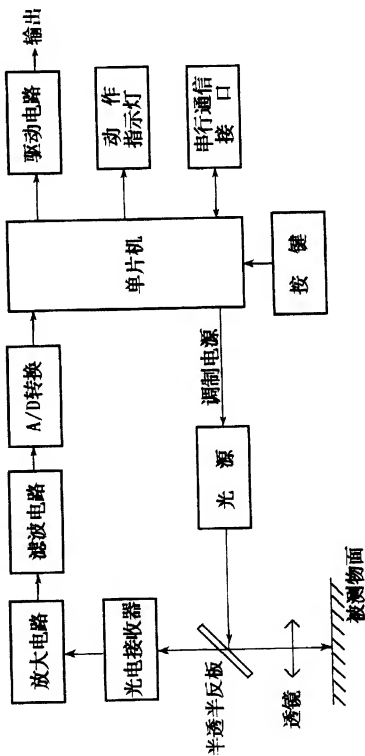 放大电路
滤波电路
A/D转换
驱动电路
输出
光电接收器
单片机
动 作
指示灯
串行通信
接 口
半透半反板
光 源
调制电源
按 键
透镜
被测物面